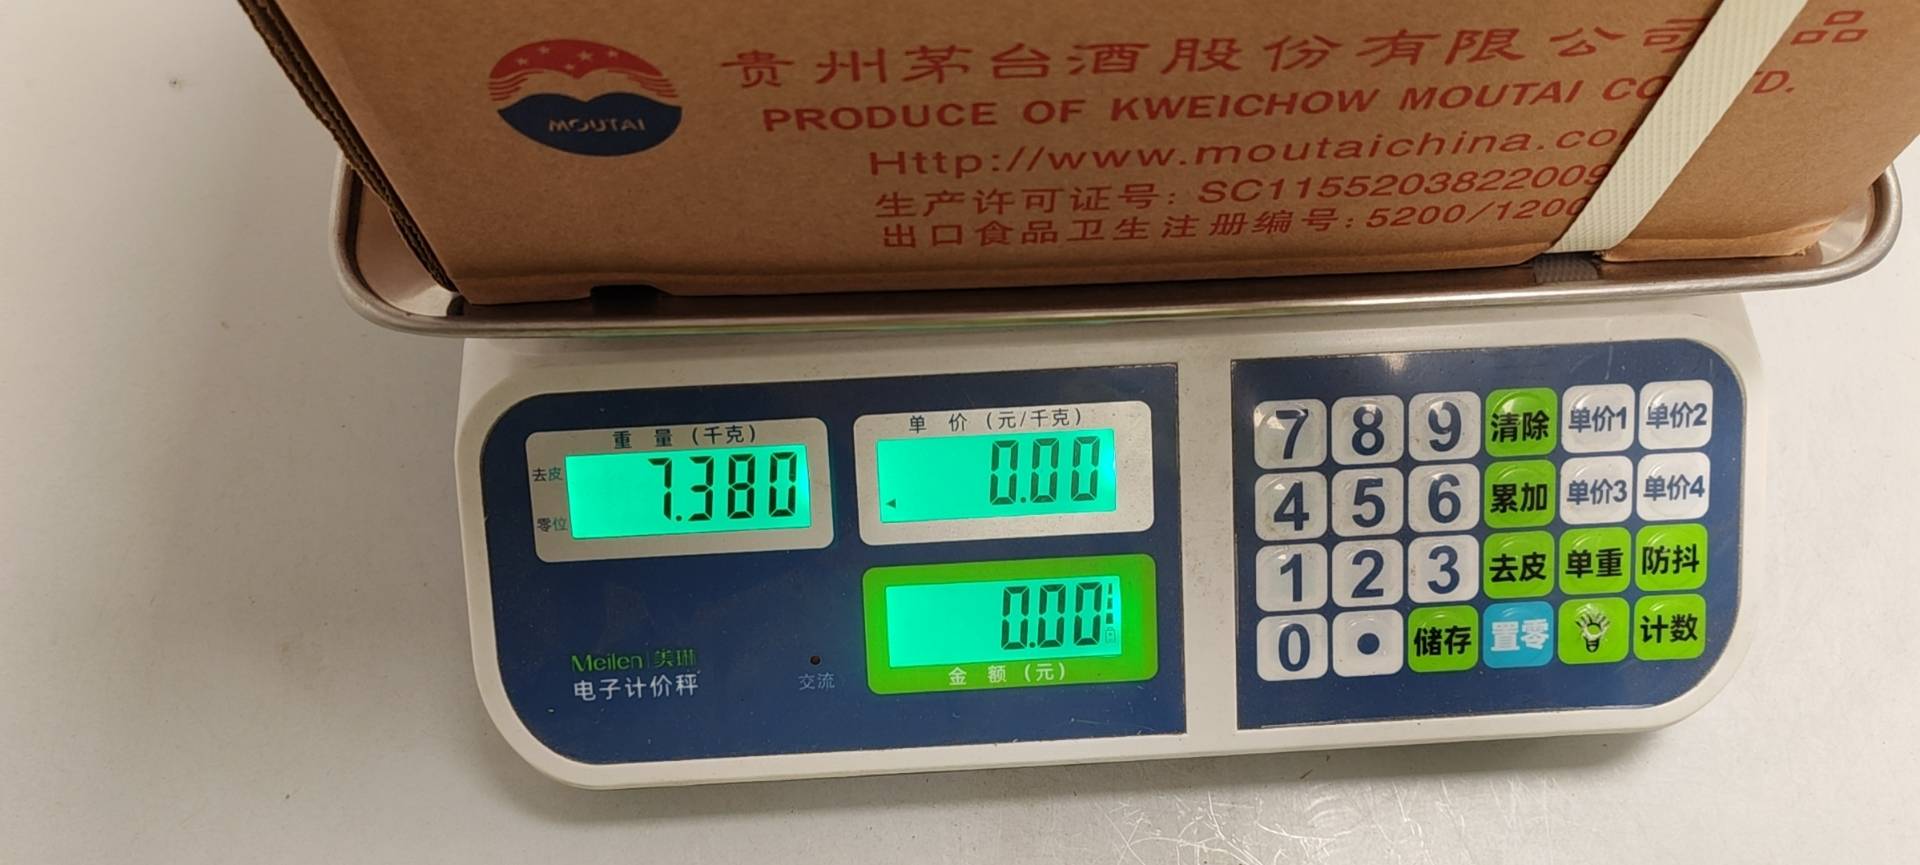 MOUTAI
贵州茅台酒股份有限公司 品
PRODUCE OF KWEICHOW MOUTAI CO TD.
Http://www.moutaichina.co
生产许可证号: SC1155203822009
出口食品卫生注册编号:5200/1200
重 量 (千克)
去皮
零位
7.380
单 价 (元/千克)
0.00
0.00
金 额 (元)
Meilen 美琳
电子计价秤
交流
7 8 9 清除 单价1 单价2
4 5 6 累加 单价3 单价4
1 2 3 去皮 单重 防抖
0 • 储存 置零 计数